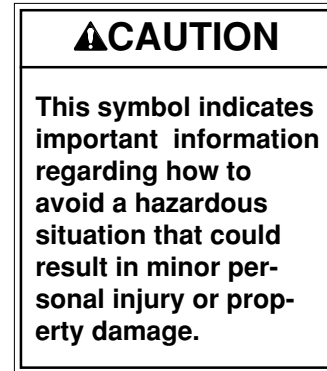 ⚠CAUTION
This symbol indicates
important information
regarding how to
avoid a hazardous
situation that could
result in minor per-
sonal injury or prop-
erty damage.